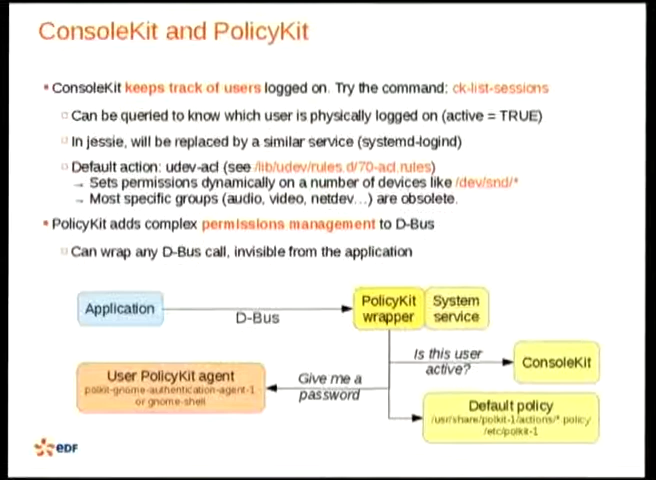 ConsoleKit and PolicyKit
ConsoleKit keeps track of users logged on. Try the command: ck-list-sessions
Can be queried to know which user is physically logged on (active = TRUE)
In jessie, will be replaced by a similar service (systemd-logind)
Default action: udev-acl (see /lib/udev/rules.d/70-acl.rules)
→ Sets permissions dynamically on a number of devices like /dev/snd/*
→ Most specific groups (audio, video, netdev...) are obsolete.
PolicyKit adds complex permissions management to D-Bus
Can wrap any D-Bus call, invisible from the application
Application
D-Bus
PolicyKit
wrapper
System
service
Is this user
active?
ConsoleKit
User PolicyKit agent
polkit-gnome-authentication-agent-1
or gnome-shell
Give me a
password
Default policy
/usr/share/polkit-1/actions/*.policy
/etc/polkit-1
eDF